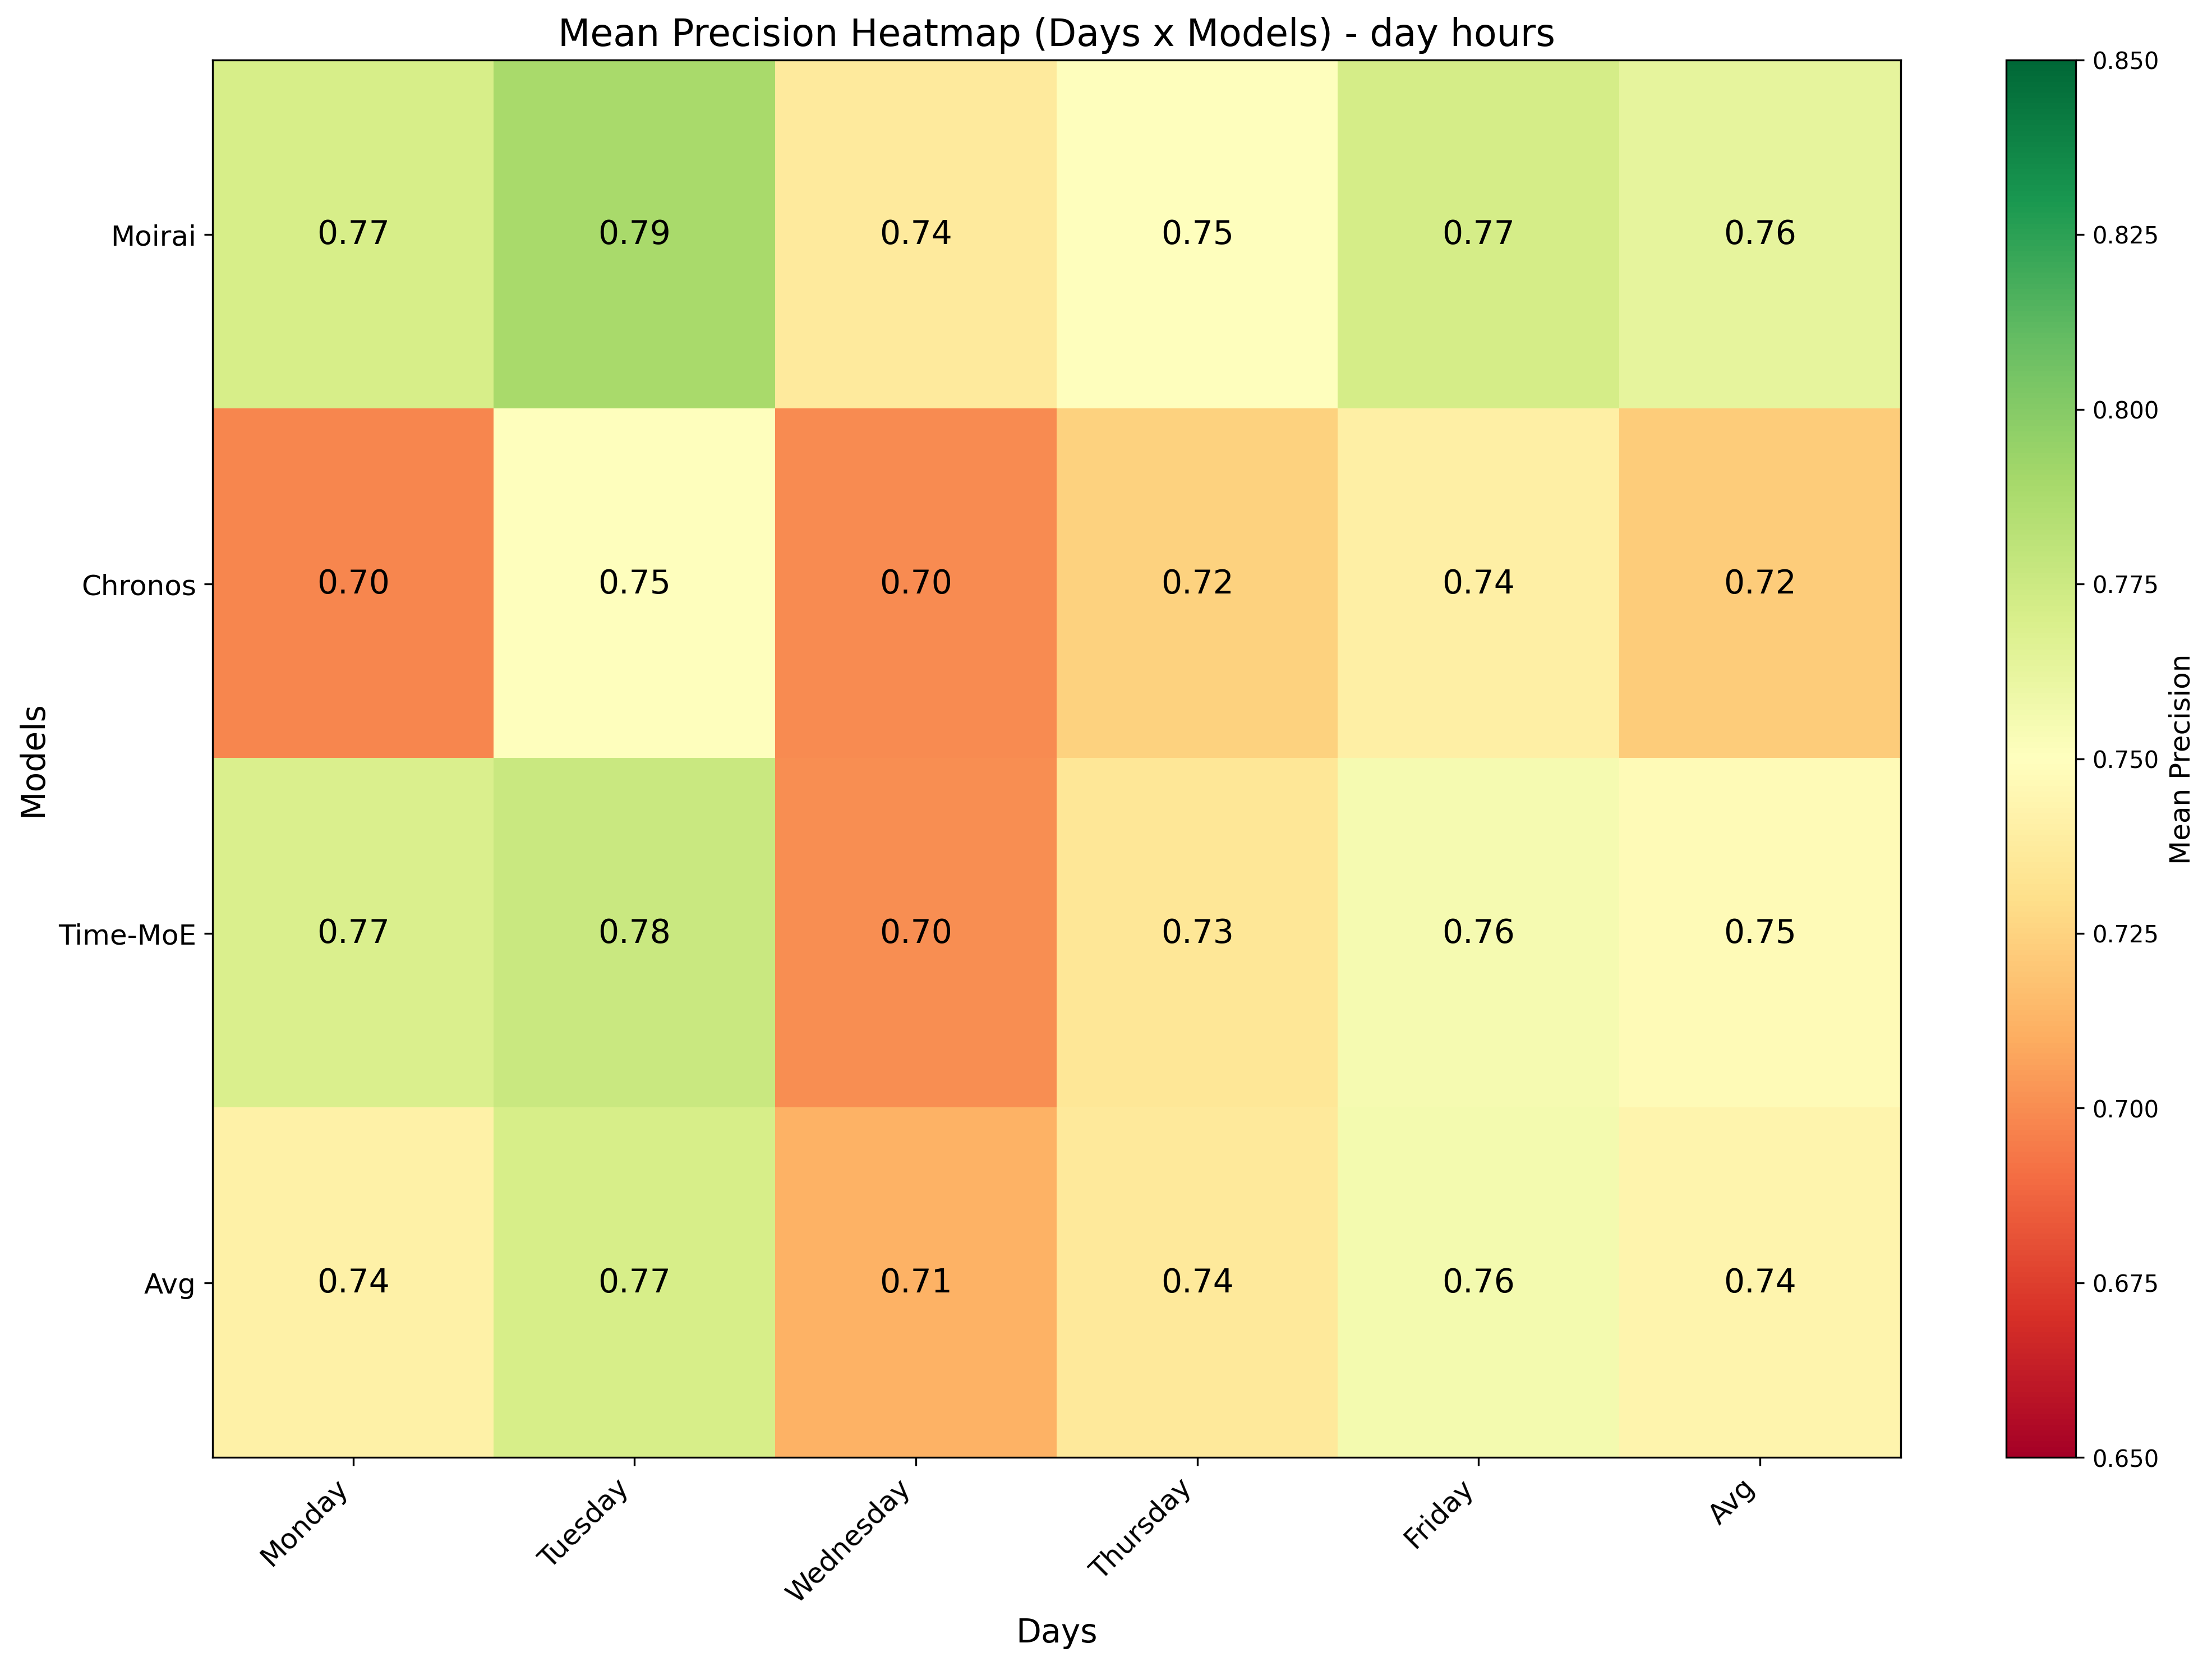 Mean Precision Heatmap (Days x Models) - day hours
Models
Moirai 0.77 0.79 0.74 0.75 0.77 0.76
Chronos 0.70 0.75 0.70 0.72 0.74 0.72
Time-MoE 0.77 0.78 0.70 0.73 0.76 0.75
Avg 0.74 0.77 0.71 0.74 0.76 0.74
Monday Tuesday Wednesday Thursday Friday Avg
Days
0.850
0.825
0.800
0.775
0.750
0.725
0.700
0.675
0.650
Mean Precision